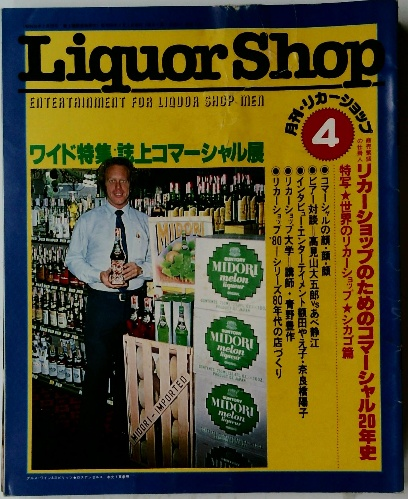 Liquor Shop
ENTERTAINMENT FOR LIQUOR SHOP MEN
月刊・リカーショップ
4
ワイド特集・誌上コマーシャル展
リカーショップのためのコマーシャル20年史
特写★世界のリカーショップ★シカゴ篇
●コマーシャルの顔・顔・顔
●ビアー対談―高見山大五郎vsあべ静江
●インタビュー・エンターテイメント額田やえ子・奈良橋陽子
●リカーショップ大学・講師―青野豊作
●リカーショップ'80―シリーズ80年代の店づくり
MIDORI
SUNTORY
MIDORI
melon
liqueur
SUNTORY
MIDORI
melon
liqueur
SUNTORY
MIDORI
melon
liqueur
MIDORI-IMPORTED